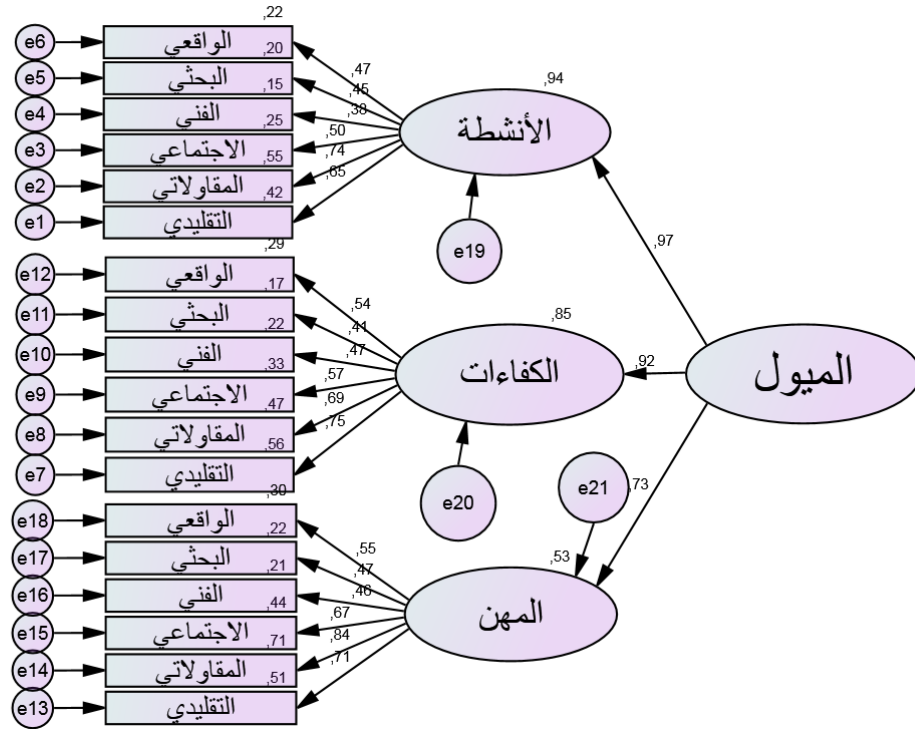 ,22
e6 الواقعي ,20
,47
e5 البحثي ,15
,45
e4 الفني ,25
,38
e3 الاجتماعي ,55
,50
e2 المقاولاتي ,42
,74
e1 التقليدي
,65
,94
الأنشطة
e19
,97
,29
e12 الواقعي ,17
,54
e11 البحثي ,22
,41
e10 الفني ,33
,47
e9 الاجتماعي ,47
,57
e8 المقاولاتي ,56
,69
e7 التقليدي
,75
,85
الكفاءات
,92
الميول
e20
e21
,73
,30
e18 الواقعي ,22
,55
e17 البحثي ,21
,47
e16 الفني ,44
,46
e15 الاجتماعي ,71
,67
e14 المقاولاتي ,51
,84
e13 التقليدي
,71
,53
المهن